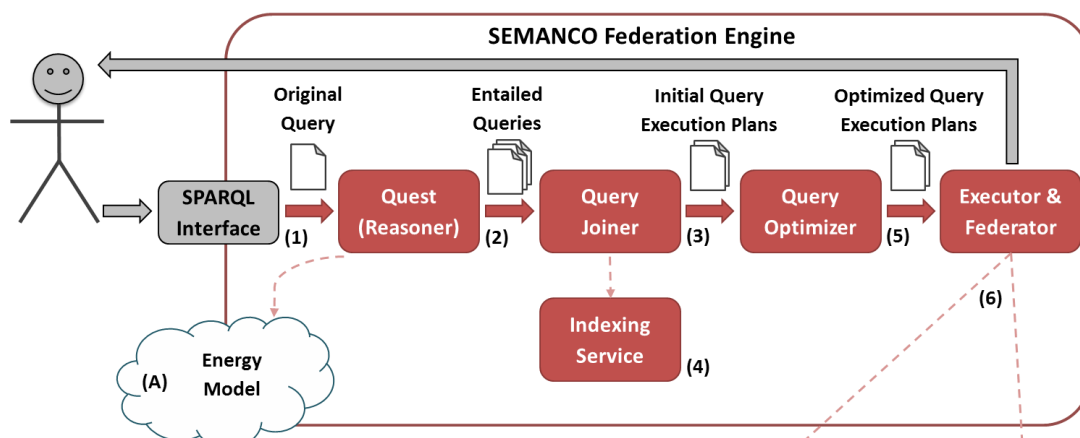 SEMANCO Federation Engine
Original
Query
Entailed
Queries
Initial Query
Execution Plans
Optimized Query
Execution Plans
SPARQL
Interface
(1)
Quest
(Reasoner)
(2)
Query
Joiner
(3)
Query
Optimizer
(5)
Executor &
Federator
(6)
Indexing
Service
(4)
(A)
Energy
Model